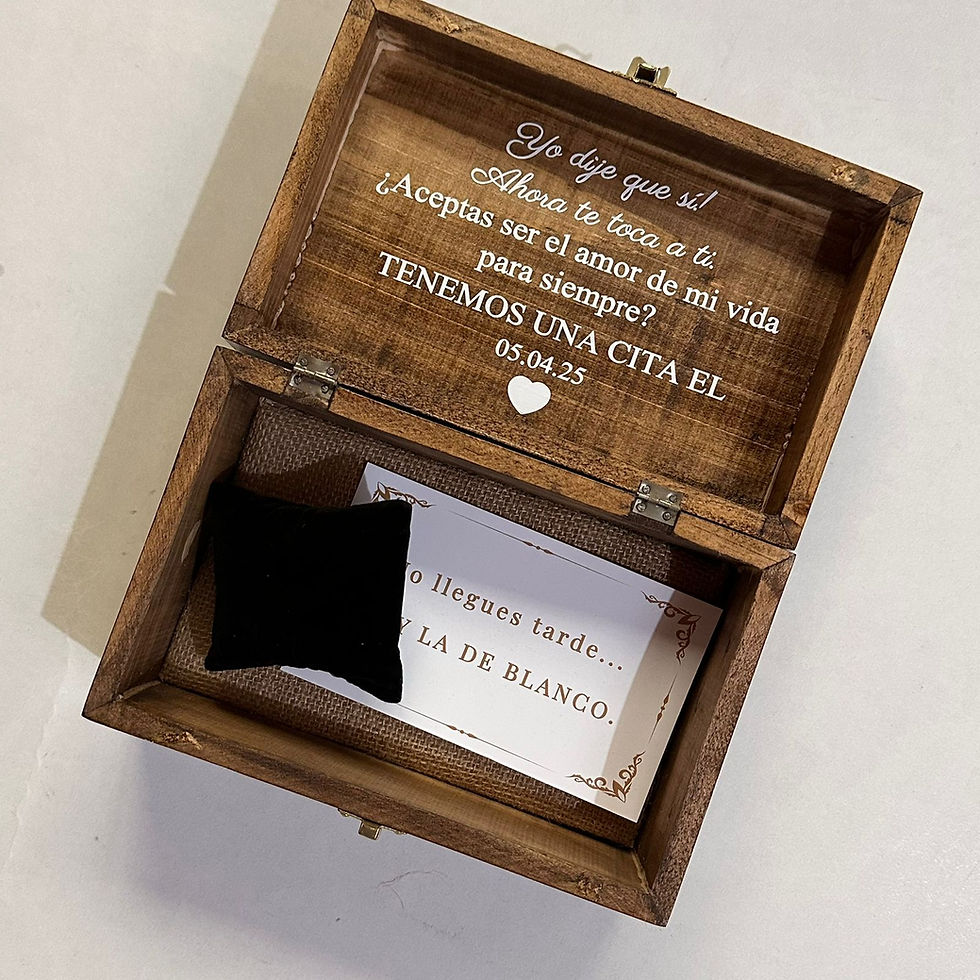 Yo dije que sí!
Ahora te toca a ti.
¿Aceptas ser el amor de mi vida
para siempre?
TENEMOS UNA CITA EL
05.04.25
llegues tarde...
LA DE BLANCO.